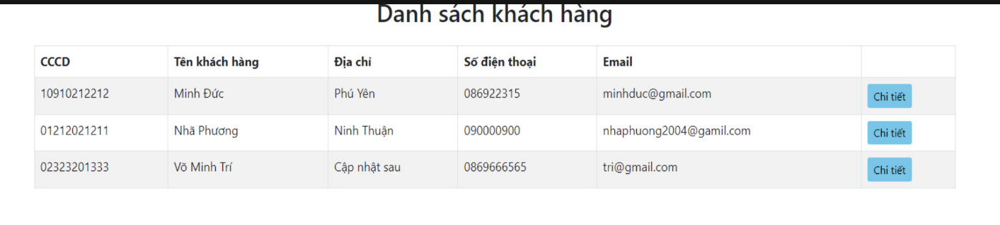 Danh sách khách hàng
CCCD Tên khách hàng Địa chỉ Số điện thoại Email
10910212212 Minh Đức Phú Yên 086922315 minhduc@gmail.com Chi tiết
01212021211 Nhã Phương Ninh Thuận 090000900 nhaphuong2004@gamil.com Chi tiết
02323201333 Võ Minh Trí Cập nhật sau 0869666565 tri@gmail.com Chi tiết